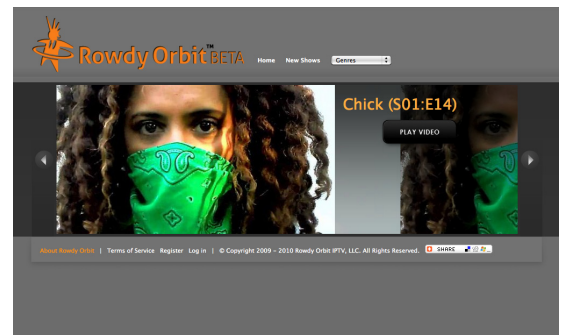 Rowdy Orbit™ BETA
Home New Shows Genres
Chick (S01:E14)
PLAY VIDEO
About Rowdy Orbit | Terms of Service Register Log in | © Copyright 2009 – 2010 Rowdy Orbit IPTV, LLC. All Rights Reserved. SHARE